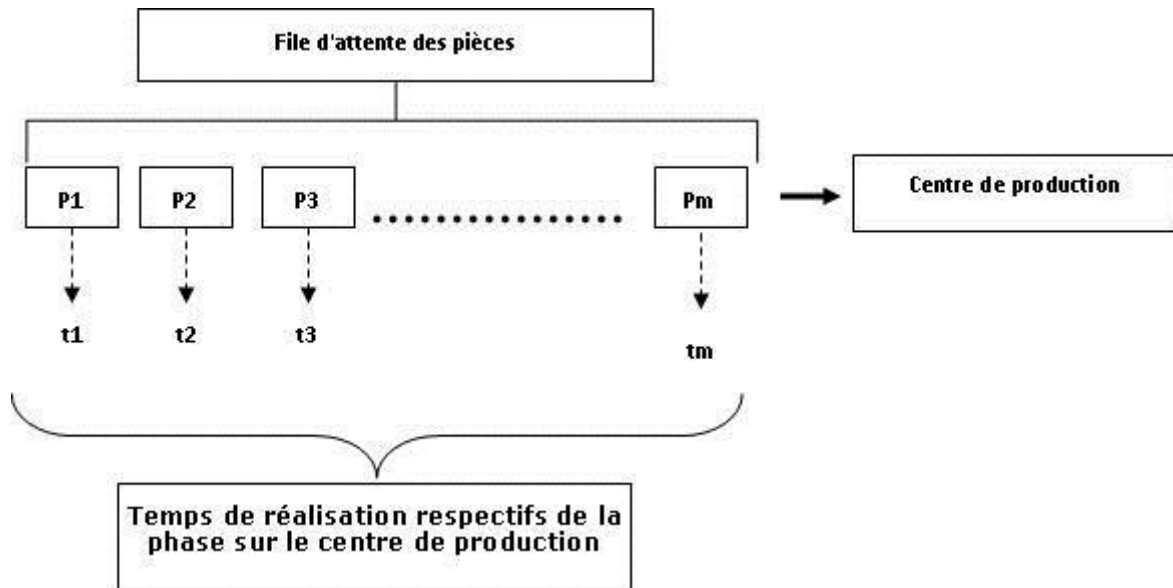 File d'attente des pièces
P1 P2 P3 Pm
Centre de production
t1 t2 t3 tm
Temps de réalisation respectifs de la
phase sur le centre de production